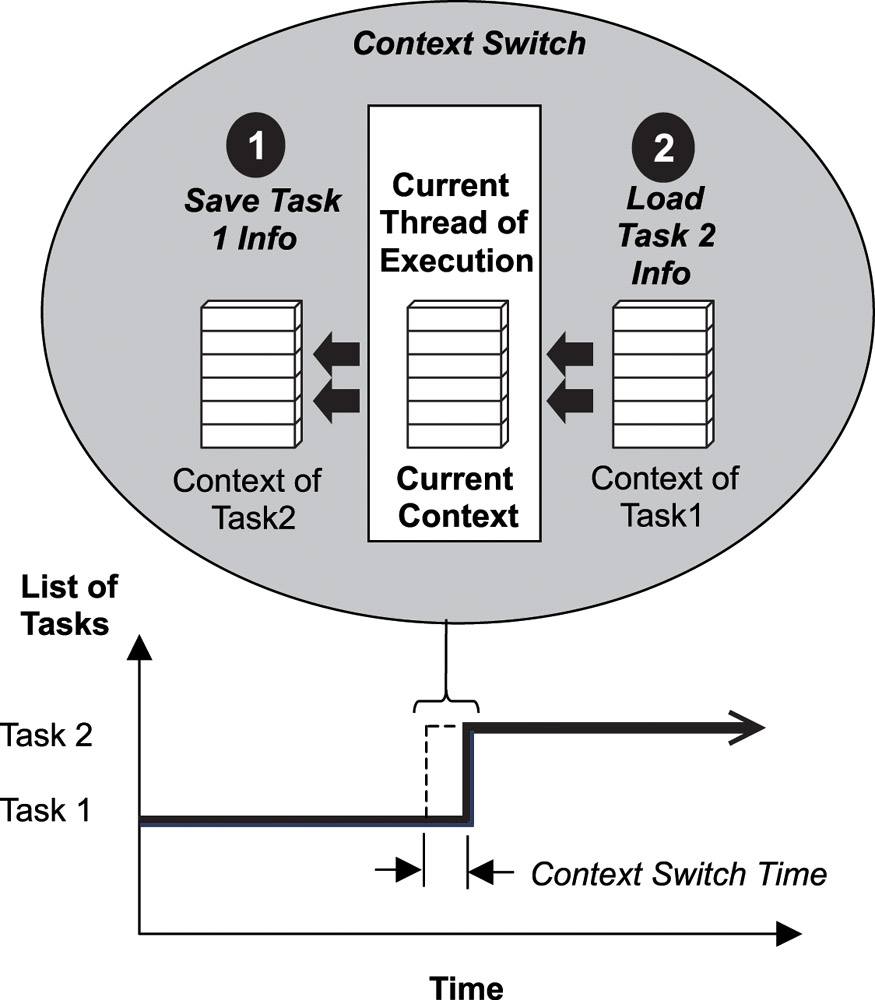 Context Switch
1
Save Task
1 Info
Current
Thread of
Execution
2
Load
Task 2
Info
Context of
Task2
Current
Context
Context of
Task1
List of
Tasks
Task 2
Task 1
Context Switch Time
Time